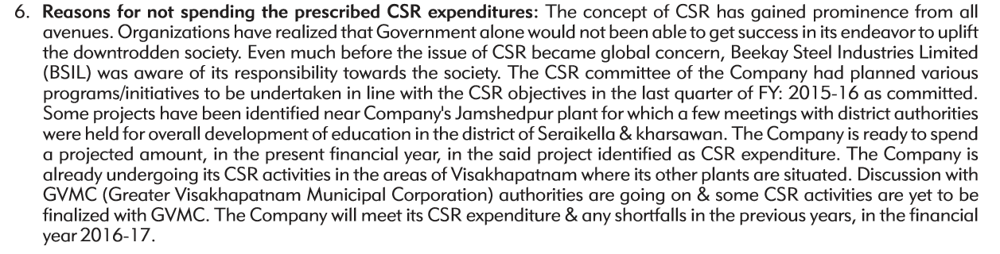 6. Reasons for not spending the prescribed CSR expenditures: The concept of CSR has gained prominence from all
avenues. Organizations have realized that Government alone would not been able to get success in its endeavor to uplift
the downtrodden society. Even much before the issue of CSR became global concern, Beekay Steel Industries Limited
(BSIL) was aware of its responsibility towards the society. The CSR committee of the Company had planned various
programs/initiatives to be undertaken in line with the CSR objectives in the last quarter of FY: 2015-16 as committed.
Some projects have been identified near Company's Jamshedpur plant for which a few meetings with district authorities
were held for overall development of education in the district of Seraikella & kharsawan. The Company is ready to spend
a projected amount, in the present financial year, in the said project identified as CSR expenditure. The Company is
already undergoing its CSR activities in the areas of Visakhapatnam where its other plants are situated. Discussion with
GVMC (Greater Visakhapatnam Municipal Corporation) authorities are going on & some CSR activities are yet to be
finalized with GVMC. The Company will meet its CSR expenditure & any shortfalls in the previous years, in the financial
year 2016-17.